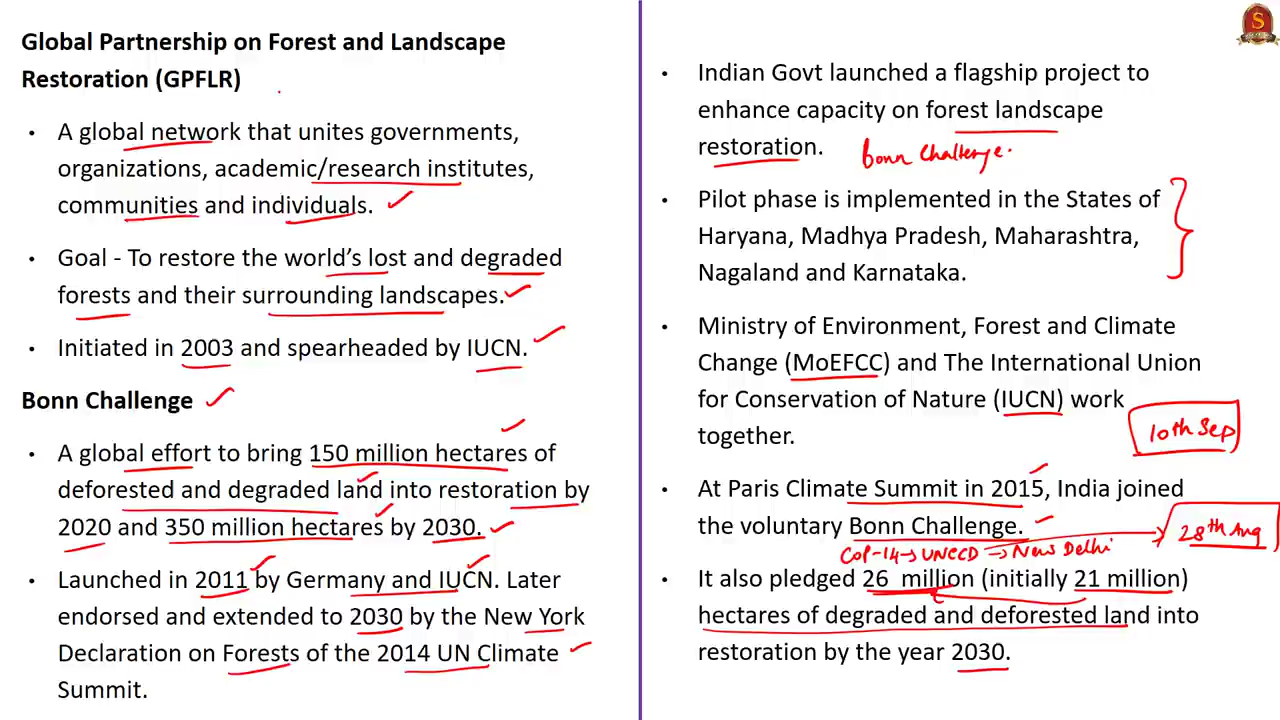 Global Partnership on Forest and Landscape
Restoration (GPFLR)
• A global network that unites governments,
organizations, academic/research institutes,
communities and individuals.
• Goal - To restore the world's lost and degraded
forests and their surrounding landscapes.
• Initiated in 2003 and spearheaded by IUCN.
Bonn Challenge
• A global effort to bring 150 million hectares of
deforested and degraded land into restoration by
2020 and 350 million hectares by 2030.
• Launched in 2011 by Germany and IUCN. Later
endorsed and extended to 2030 by the New York
Declaration on Forests of the 2014 UN Climate
Summit.
S
• Indian Govt launched a flagship project to
enhance capacity on forest landscape
restoration.
Bonn Challenge.
• Pilot phase is implemented in the States of
Haryana, Madhya Pradesh, Maharashtra,
Nagaland and Karnataka.
• Ministry of Environment, Forest and Climate
Change (MoEFCC) and The International Union
for Conservation of Nature (IUCN) work
together.
10th Sep
• At Paris Climate Summit in 2015, India joined
the voluntary Bonn Challenge.
28th Aug
COP-14→ UNCCD → New Delhi
• It also pledged 26 million (initially 21 million)
hectares of degraded and deforested land into
restoration by the year 2030.